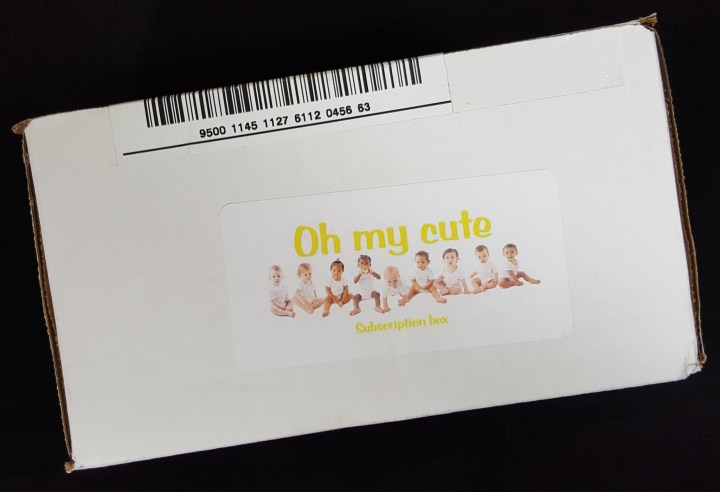 9500 1145 1127 6112 0456 63
Oh my cute
Subscription box